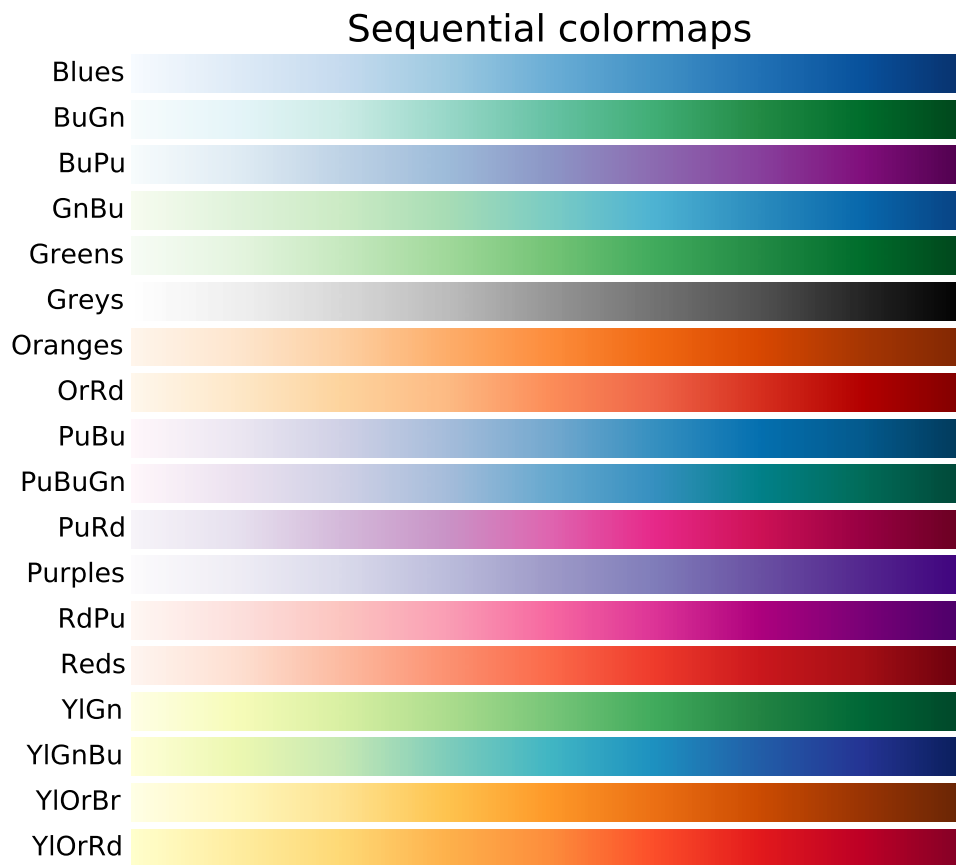 Sequential colormaps
Blues
BuGn
BuPu
GnBu
Greens
Greys
Oranges
OrRd
PuBu
PuBuGn
PuRd
Purples
RdPu
Reds
YlGn
YlGnBu
YlOrBr
YlOrRd